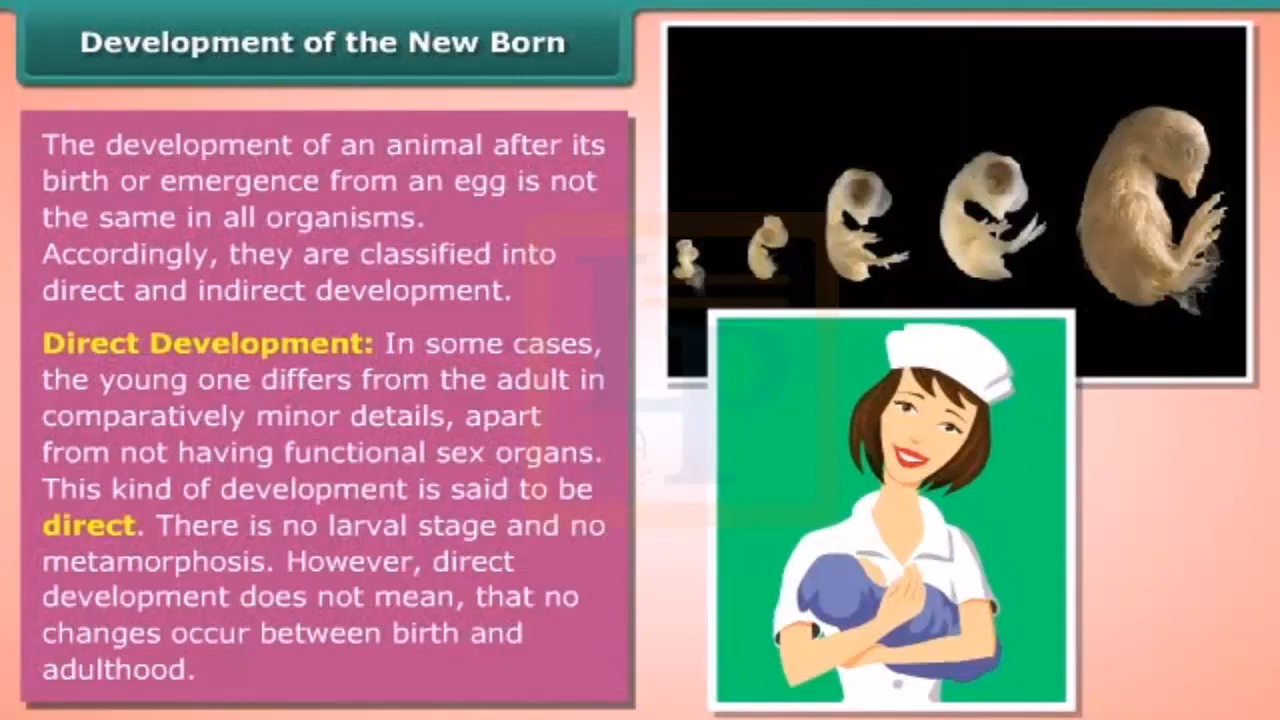 Development of the New Born
The development of an animal after its
birth or emergence from an egg is not
the same in all organisms.
Accordingly, they are classified into
direct and indirect development.
Direct Development: In some cases,
the young one differs from the adult in
comparatively minor details, apart
from not having functional sex organs.
This kind of development is said to be
direct. There is no larval stage and no
metamorphosis. However, direct
development does not mean, that no
changes occur between birth and
adulthood.